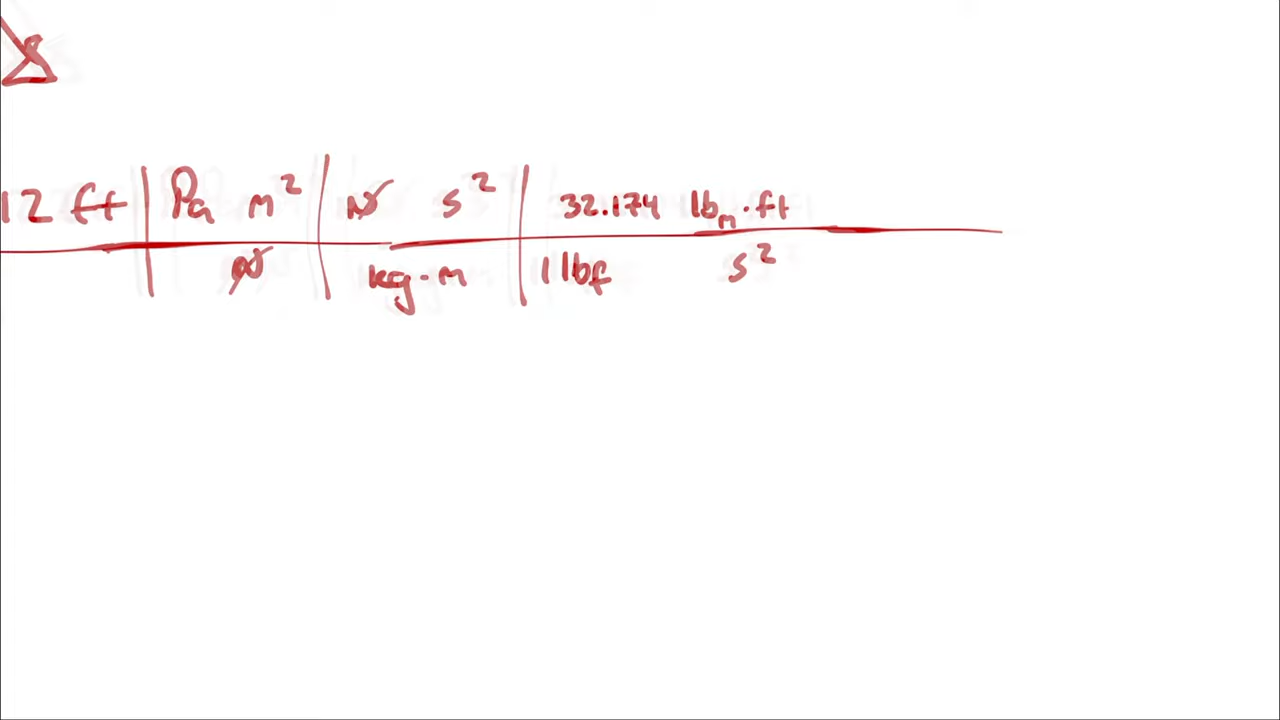 12 ft | Pa m² | N s² | 32.174 lbm·ft
N | kg·m | 1 lbf s²